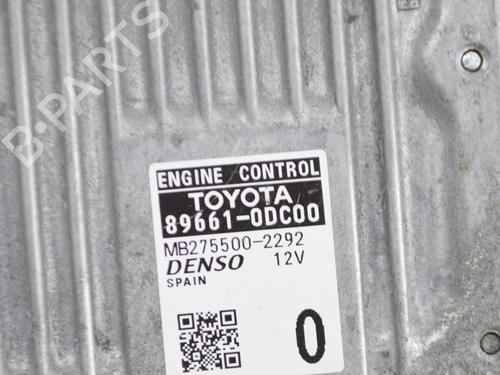 B-PARTS
ENGINE CONTROL
TOYOTA
89661-0DC00
MB275500-2292
DENSO 12V
SPAIN
0